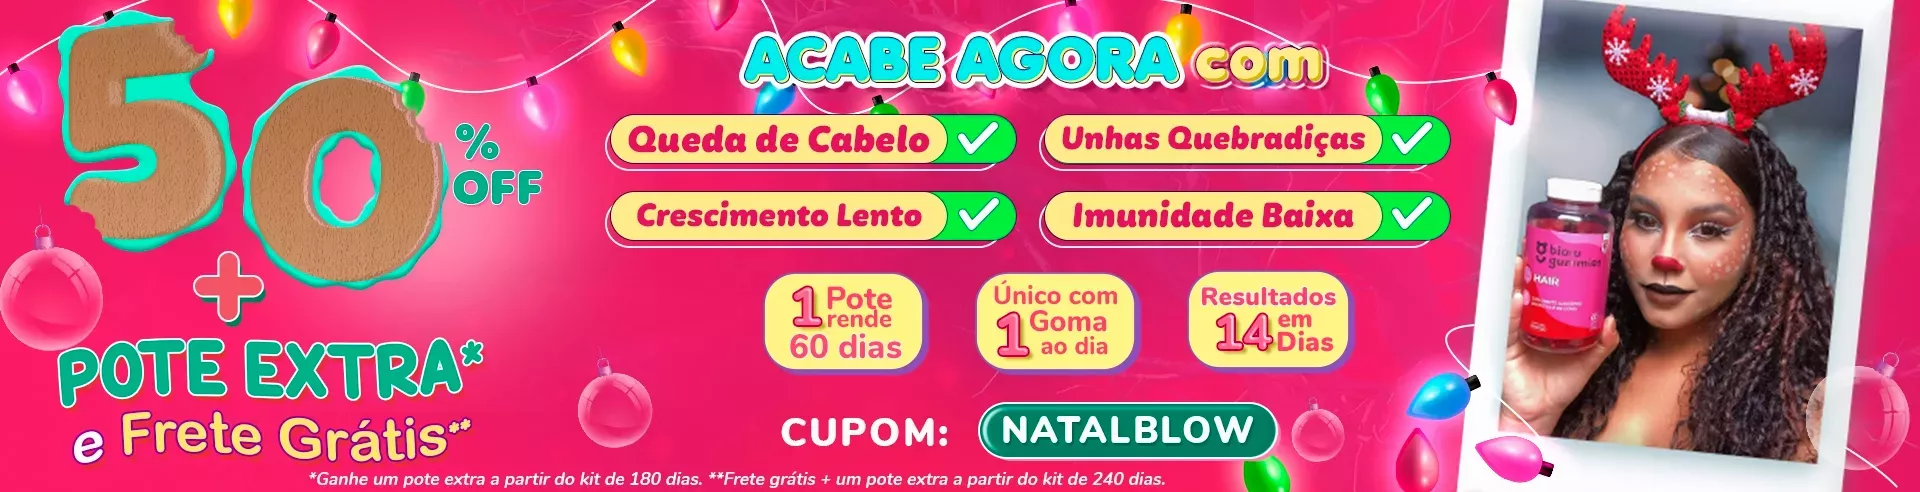 50
%
OFF
+
POTE EXTRA*
e Frete Grátis**
ACABE AGORA com
Queda de Cabelo
Unhas Quebradiças
Crescimento Lento
Imunidade Baixa
1 Pote
rende
60 dias
Único com
1 Goma
ao dia
Resultados
14 em
Dias
CUPOM: NATALBLOW
*Ganhe um pote extra a partir do kit de 180 dias. **Frete grátis + um pote extra a partir do kit de 240 dias.
gummies
HAIR